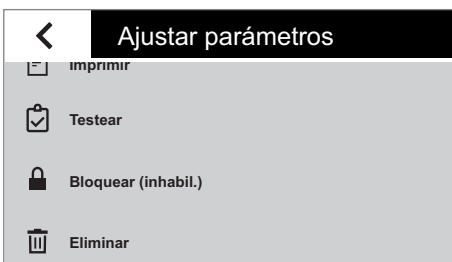 Ajustar parámetros
Imprimir
Testear
Bloquear (inhabil.)
Eliminar